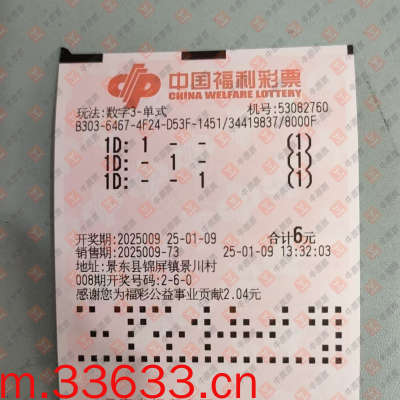 中国福利彩票
CHINA WELFARE LOTTERY
玩法:数字3-单式 机号:53082760
B303-6467-4F24-D53F-1451/34419837/8000F
1D: 1 - - (1)
1D: - 1 - (1)
1D: - - 1 (1)
开奖期:2025009 25-01-09 合计6元
销售期:2025009-73 25-01-09 13:32:03
地址:景东县锦屏镇景川村
008期开奖号码:2-6-0
感谢您为福彩公益事业贡献2.04元
m.33633.cn